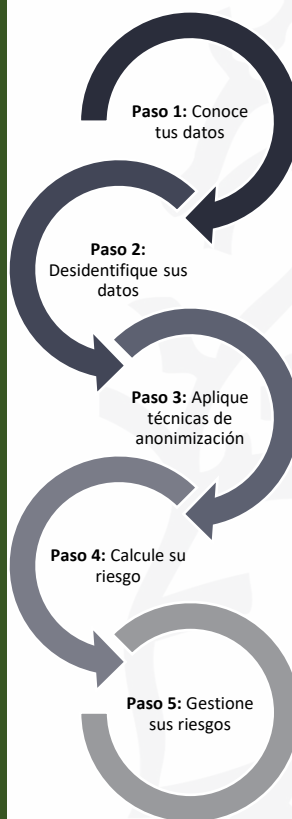 Paso 1: Conoce
tus datos
Paso 2:
Desidentifique sus
datos
Paso 3: Aplique
técnicas de
anonimización
Paso 4: Calcule su
riesgo
Paso 5: Gestione
sus riesgos